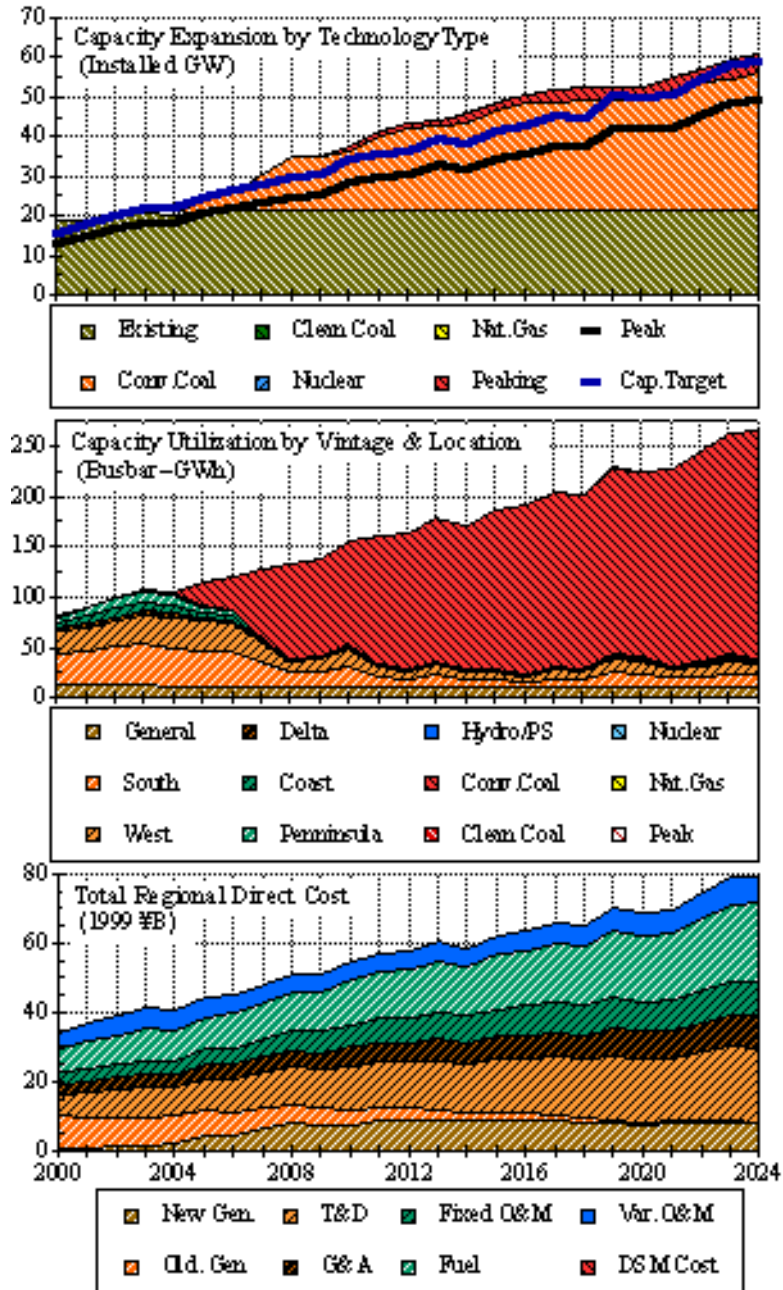 Capacity Expansion by Technology Type
(Installed GW)
70
60
50
40
30
20
10
0
Existing Clean Coal Nat.Gas Peak
Conv.Coal Nuclear Peaking Cap.Target
Capacity Utilization by Vintage & Location
(Busbar-GWh)
250
200
150
100
50
0
General Delta Hydro/PS Nuclear
South Coast Conv.Coal Nat.Gas
West Penninsula Clean Coal Peak
Total Regional Direct Cost
(1999 ¥B)
80
60
40
20
0
2000 2004 2008 2012 2016 2020 2024
New Gen. T&D Fixed O&M Var. O&M
Old. Gen G&A Fuel DSM Cost